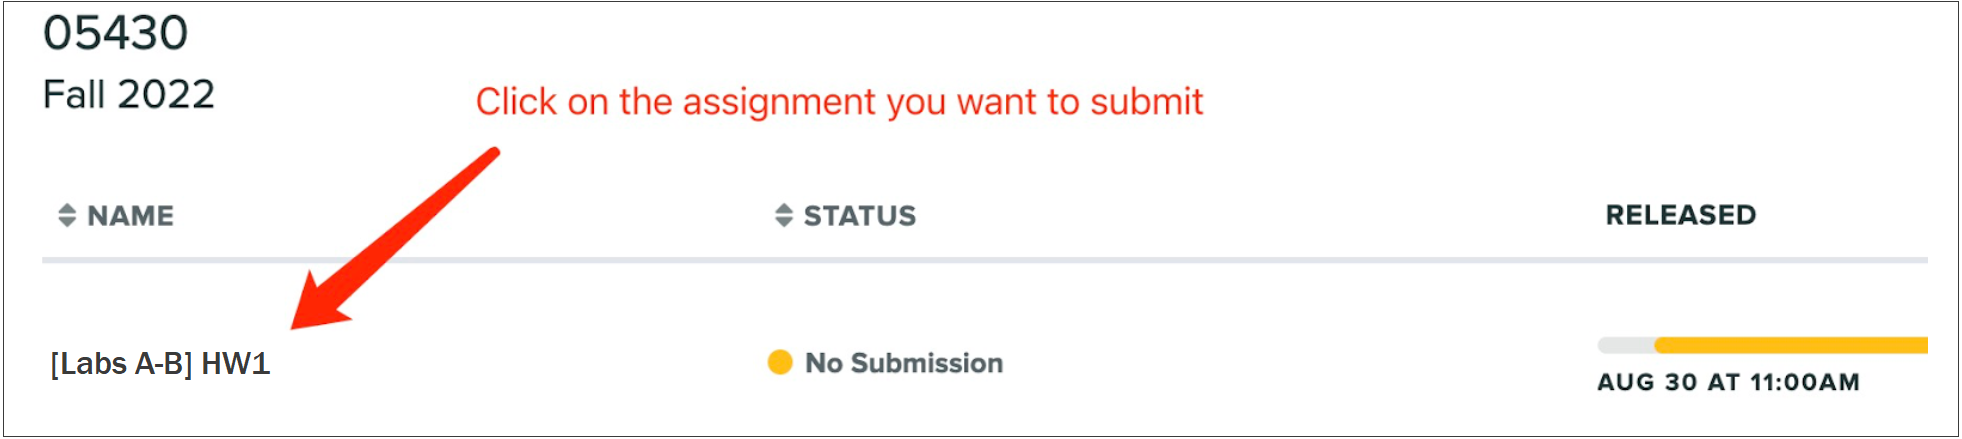 05430
Fall 2022
Click on the assignment you want to submit
NAME STATUS RELEASED
[Labs A-B] HW1 No Submission
AUG 30 AT 11:00AM